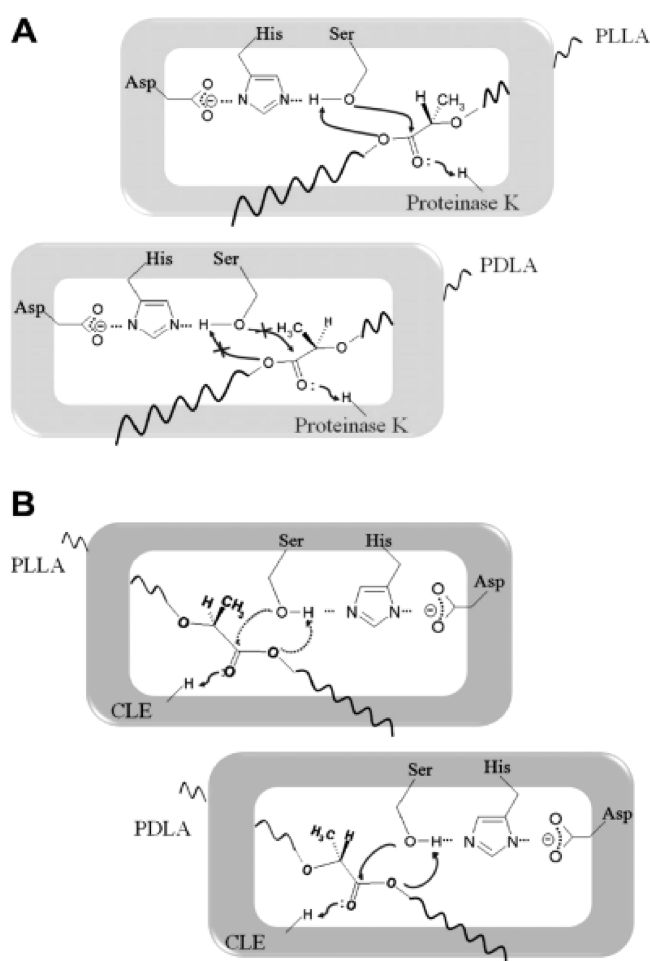 A
His
Ser
PLLA
Asp
O
O
⊖
N
N
H
O
H
CH₃
O
O
O:
H
Proteinase K
His
Ser
PDLA
Asp
O
O
⊖
N
N
H
O
H₃C
H
O
O
O:
H
Proteinase K
B
Ser
His
PLLA
Asp
H
CH₃
O
H
N
N
⊖
O
O
O
O
:O
H
CLE
Ser
His
PDLA
Asp
H₃C
H
O
H
N
N
⊖
O
O
O
O
:O
H
CLE